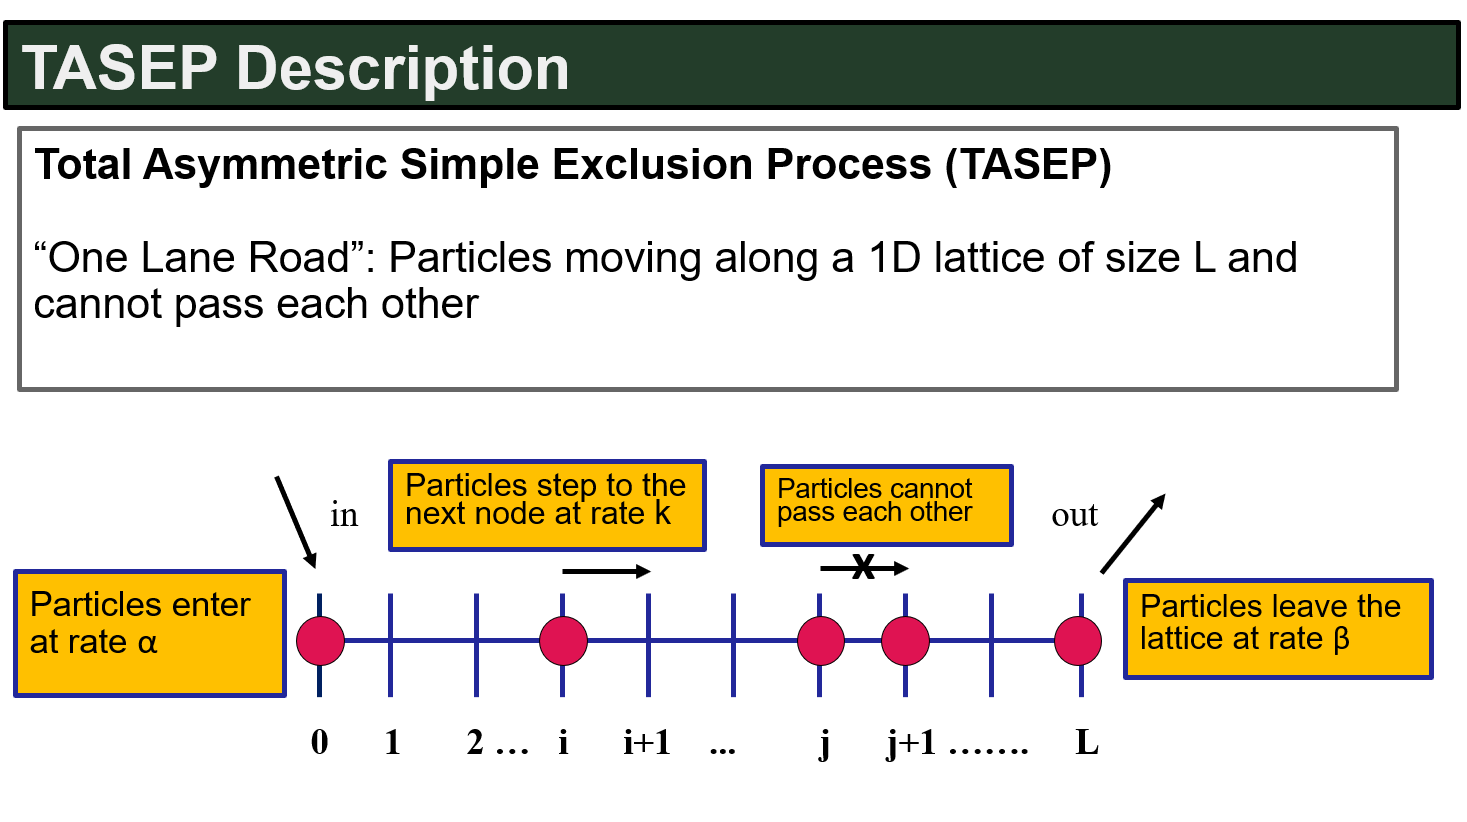 TASEP Description
Total Asymmetric Simple Exclusion Process (TASEP)
“One Lane Road”: Particles moving along a 1D lattice of size L and
cannot pass each other
in
Particles step to the
next node at rate k
Particles cannot
pass each other
out
X
Particles enter
at rate α
Particles leave the
lattice at rate β
0 1 2 … i i+1 ... j j+1 ……. L